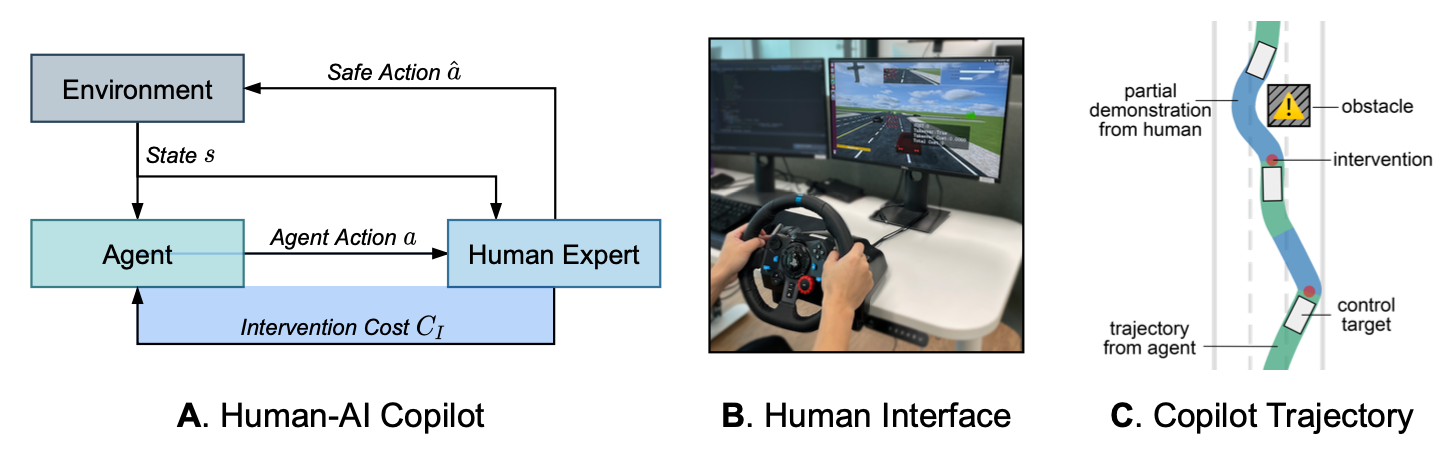 Environment
Safe Action â
State s
Agent
Agent Action a
Human Expert
Intervention Cost C_I
A. Human-AI Copilot
B. Human Interface
partial
demonstration
from human
obstacle
intervention
control
target
trajectory
from agent
C. Copilot Trajectory